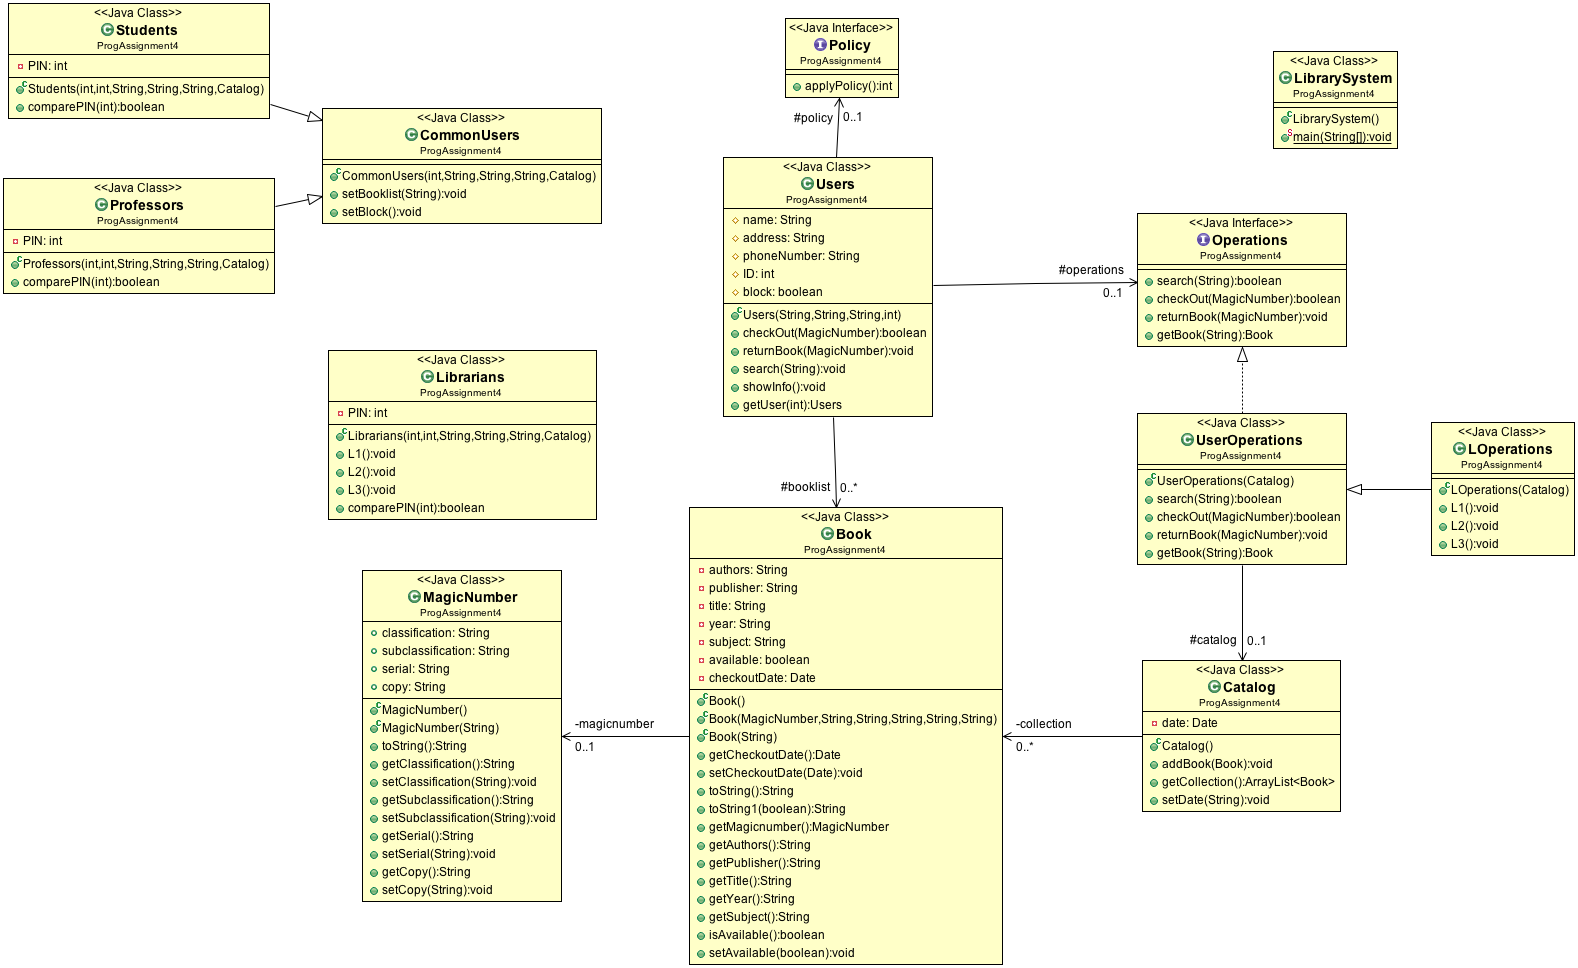 <<Java Class>>
Students
ProgAssignment4
PIN: int
Students(int,int,String,String,String,Catalog)
comparePIN(int):boolean
<<Java Class>>
CommonUsers
ProgAssignment4
CommonUsers(int,String,String,String,Catalog)
setBooklist(String):void
setBlock():void
<<Java Class>>
Professors
ProgAssignment4
PIN: int
Professors(int,int,String,String,String,Catalog)
comparePIN(int):boolean
<<Java Interface>>
Policy
ProgAssignment4
applyPolicy():int
#policy
0..1
<<Java Class>>
LibrarySystem
ProgAssignment4
LibrarySystem()
main(String[]):void
<<Java Class>>
Users
ProgAssignment4
name: String
address: String
phoneNumber: String
ID: int
block: boolean
Users(String,String,String,int)
checkOut(MagicNumber):boolean
returnBook(MagicNumber):void
search(String):void
showInfo():void
getUser(int):Users
#operations
0..1
<<Java Interface>>
Operations
ProgAssignment4
search(String):boolean
checkOut(MagicNumber):boolean
returnBook(MagicNumber):void
getBook(String):Book
<<Java Class>>
Librarians
ProgAssignment4
PIN: int
Librarians(int,int,String,String,String,Catalog)
L1():void
L2():void
L3():void
comparePIN(int):boolean
<<Java Class>>
UserOperations
ProgAssignment4
UserOperations(Catalog)
search(String):boolean
checkOut(MagicNumber):boolean
returnBook(MagicNumber):void
getBook(String):Book
<<Java Class>>
LOperations
ProgAssignment4
LOperations(Catalog)
L1():void
L2():void
L3():void
#booklist
0..*
<<Java Class>>
Book
ProgAssignment4
authors: String
publisher: String
title: String
year: String
subject: String
available: boolean
checkoutDate: Date
Book()
Book(MagicNumber,String,String,String,String,String)
Book(String)
getCheckoutDate():Date
setCheckoutDate(Date):void
toString():String
toString1(boolean):String
getMagicnumber():MagicNumber
getAuthors():String
getPublisher():String
getTitle():String
getYear():String
getSubject():String
isAvailable():boolean
setAvailable(boolean):void
<<Java Class>>
MagicNumber
ProgAssignment4
classification: String
subclassification: String
serial: String
copy: String
MagicNumber()
MagicNumber(String)
toString():String
getClassification():String
setClassification(String):void
getSubclassification():String
setSubclassification(String):void
getSerial():String
setSerial(String):void
getCopy():String
setCopy(String):void
-magicnumber
0..1
#catalog
0..1
-collection
0..*
<<Java Class>>
Catalog
ProgAssignment4
date: Date
Catalog()
addBook(Book):void
getCollection():ArrayList<Book>
setDate(String):void